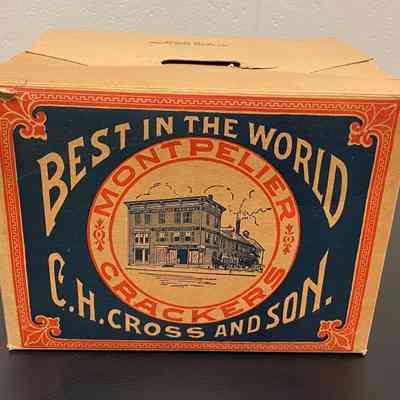 BEST IN THE WORLD
MONTPELIER
CRACKERS
C.H. CROSS AND SON.